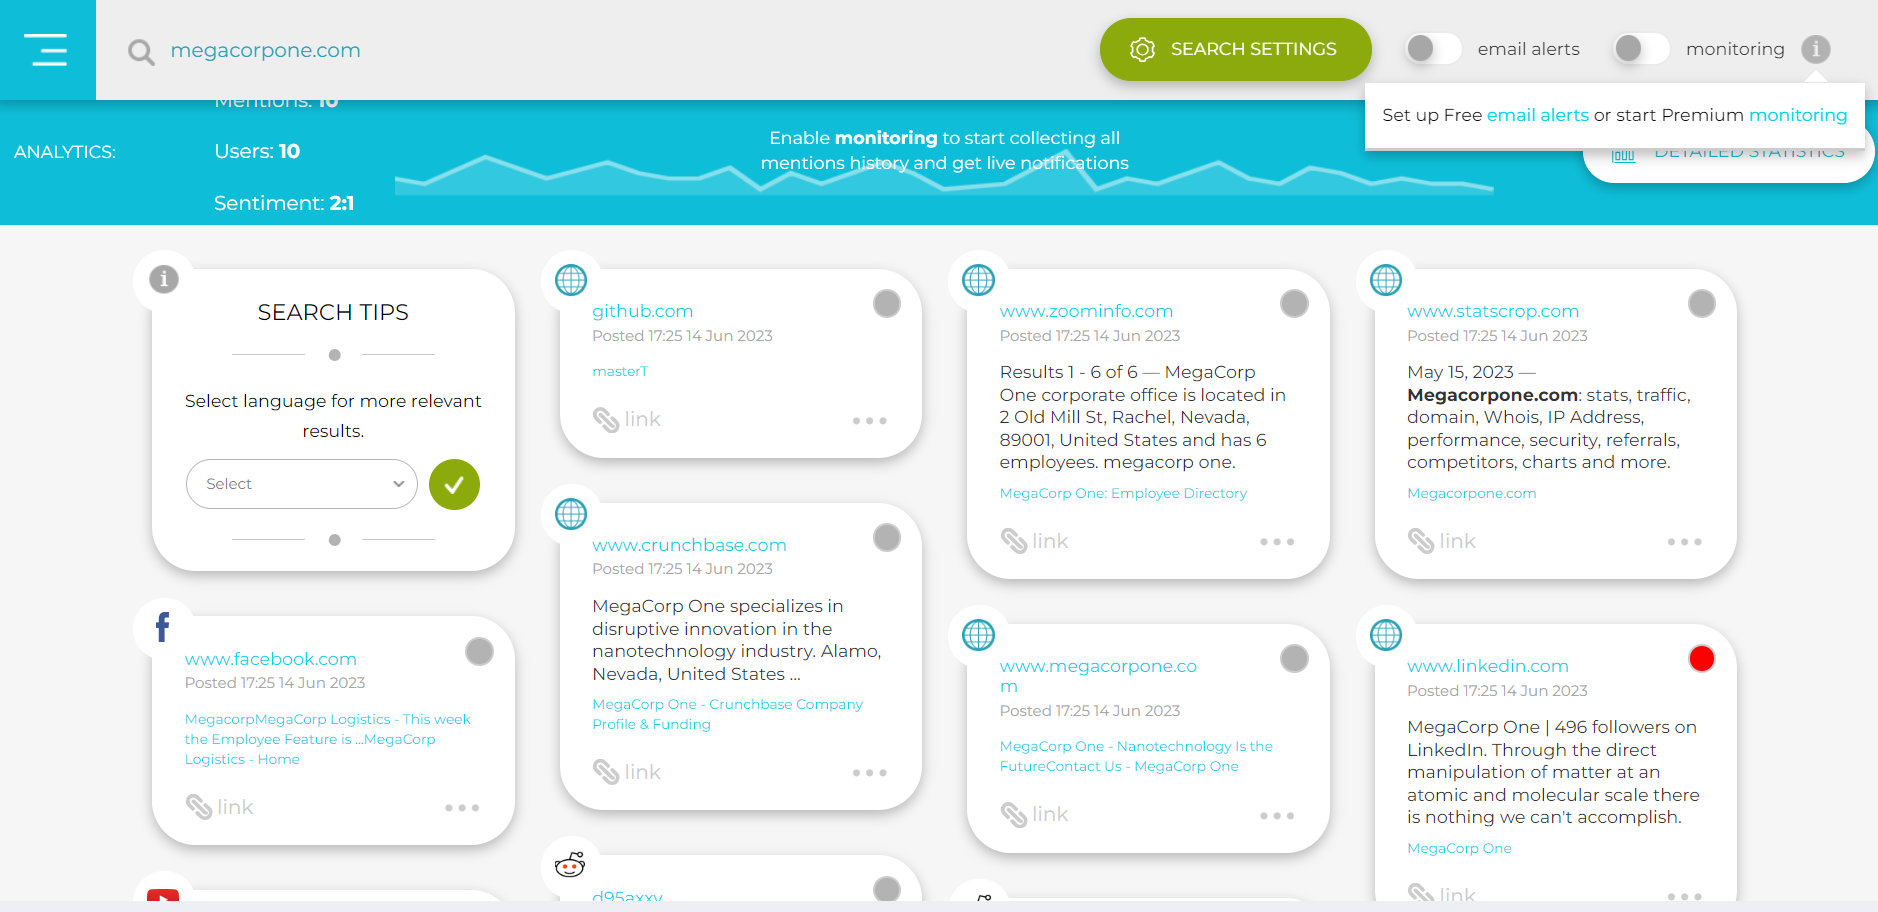 megacorpone.com
SEARCH SETTINGS
email alerts
monitoring
Set up Free email alerts or start Premium monitoring
Mentions: 10
ANALYTICS:
Users: 10
Sentiment: 2:1
Enable monitoring to start collecting all
mentions history and get live notifications
DETAILED STATISTICS
SEARCH TIPS
Select language for more relevant
results.
Select
www.facebook.com
Posted 17:25 14 Jun 2023
MegacorpMegaCorp Logistics - This week
the Employee Feature is ...MegaCorp
Logistics - Home
link
github.com
Posted 17:25 14 Jun 2023
masterT
link
www.crunchbase.com
Posted 17:25 14 Jun 2023
MegaCorp One specializes in
disruptive innovation in the
nanotechnology industry. Alamo,
Nevada, United States ...
MegaCorp One - Crunchbase Company
Profile & Funding
link
d95axxv
www.zoominfo.com
Posted 17:25 14 Jun 2023
Results 1 - 6 of 6 — MegaCorp
One corporate office is located in
2 Old Mill St, Rachel, Nevada,
89001, United States and has 6
employees. megacorp one.
MegaCorp One: Employee Directory
link
www.megacorpone.co
m
Posted 17:25 14 Jun 2023
MegaCorp One - Nanotechnology Is the
FutureContact Us - MegaCorp One
link
www.statscrop.com
Posted 17:25 14 Jun 2023
May 15, 2023 —
Megacorpone.com: stats, traffic,
domain, Whois, IP Address,
performance, security, referrals,
competitors, charts and more.
Megacorpone.com
link
www.linkedin.com
Posted 17:25 14 Jun 2023
MegaCorp One | 496 followers on
LinkedIn. Through the direct
manipulation of matter at an
atomic and molecular scale there
is nothing we can't accomplish.
MegaCorp One
link